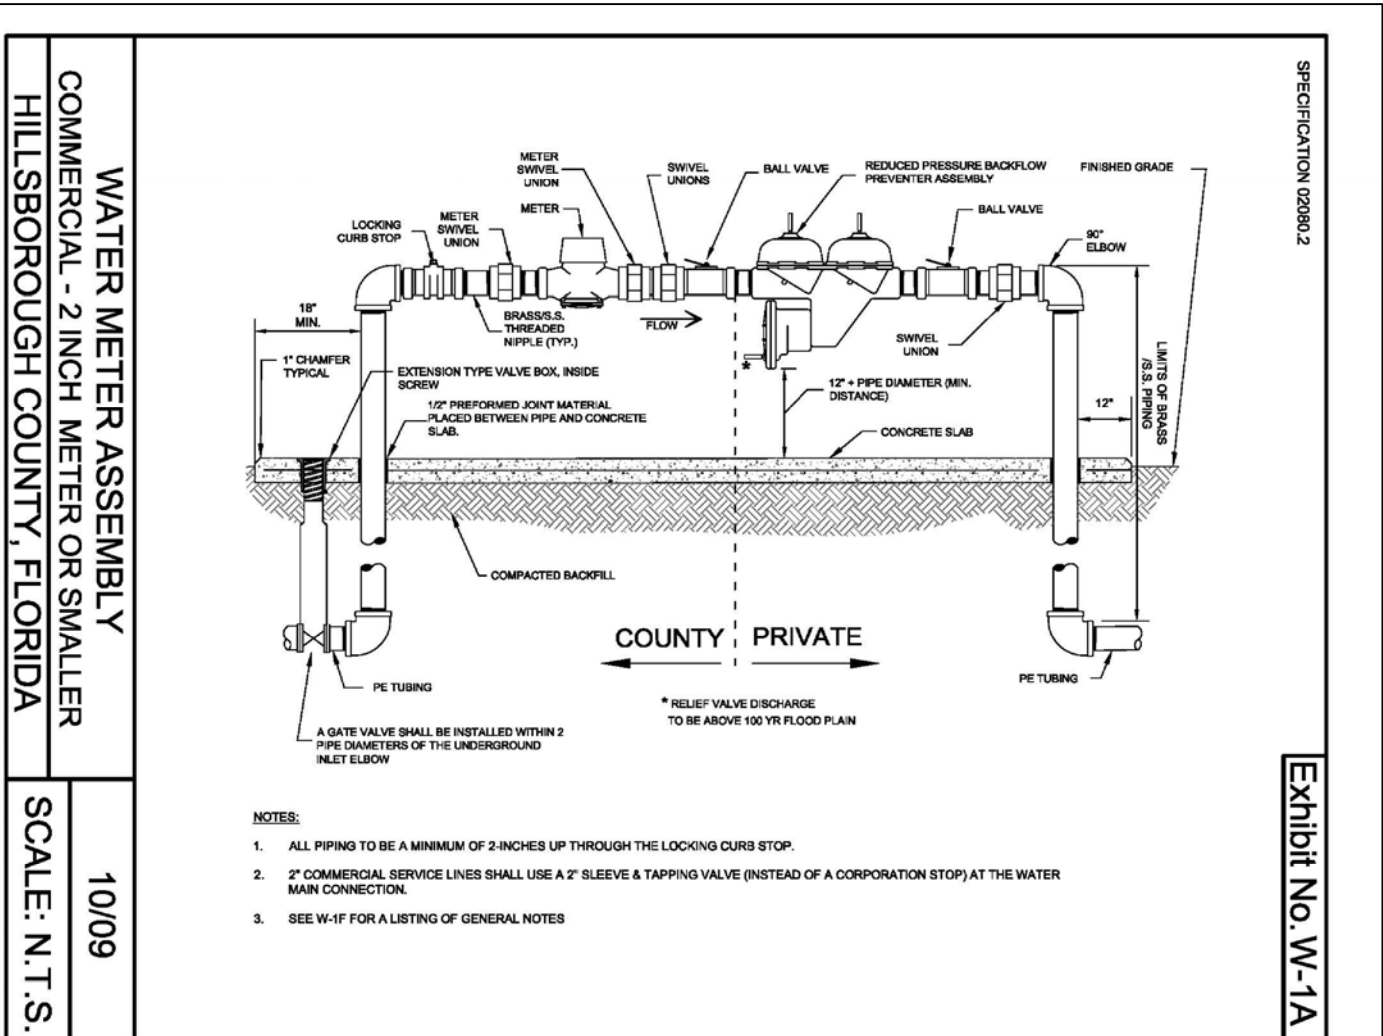 SPECIFICATION 02080.2
METER
SWIVEL
UNION
METER
LOCKING
CURB STOP
METER
SWIVEL
UNION
SWIVEL
UNIONS
BALL VALVE
REDUCED PRESSURE BACKFLOW
PREVENTER ASSEMBLY
BALL VALVE
FINISHED GRADE
90°
ELBOW
18"
MIN.
BRASS/S.S.
THREADED
NIPPLE (TYP.)
FLOW
SWIVEL
UNION
1" CHAMFER
TYPICAL
EXTENSION TYPE VALVE BOX, INSIDE
SCREW
1/2" PREFORMED JOINT MATERIAL
PLACED BETWEEN PIPE AND CONCRETE
SLAB.
*
12" + PIPE DIAMETER (MIN.
DISTANCE)
CONCRETE SLAB
LIMITS OF BRASS
/S.S. PIPING
12"
COMPACTED BACKFILL
COUNTY
PRIVATE
PE TUBING
PE TUBING
* RELIEF VALVE DISCHARGE
TO BE ABOVE 100 YR FLOOD PLAIN
A GATE VALVE SHALL BE INSTALLED WITHIN 2
PIPE DIAMETERS OF THE UNDERGROUND
INLET ELBOW
NOTES:
1. ALL PIPING TO BE A MINIMUM OF 2-INCHES UP THROUGH THE LOCKING CURB STOP.
2. 2" COMMERCIAL SERVICE LINES SHALL USE A 2" SLEEVE & TAPPING VALVE (INSTEAD OF A CORPORATION STOP) AT THE WATER
MAIN CONNECTION.
3. SEE W-1F FOR A LISTING OF GENERAL NOTES
Exhibit No. W-1A
WATER METER ASSEMBLY
COMMERCIAL - 2 INCH METER OR SMALLER
HILLSBOROUGH COUNTY, FLORIDA
10/09
SCALE: N.T.S.